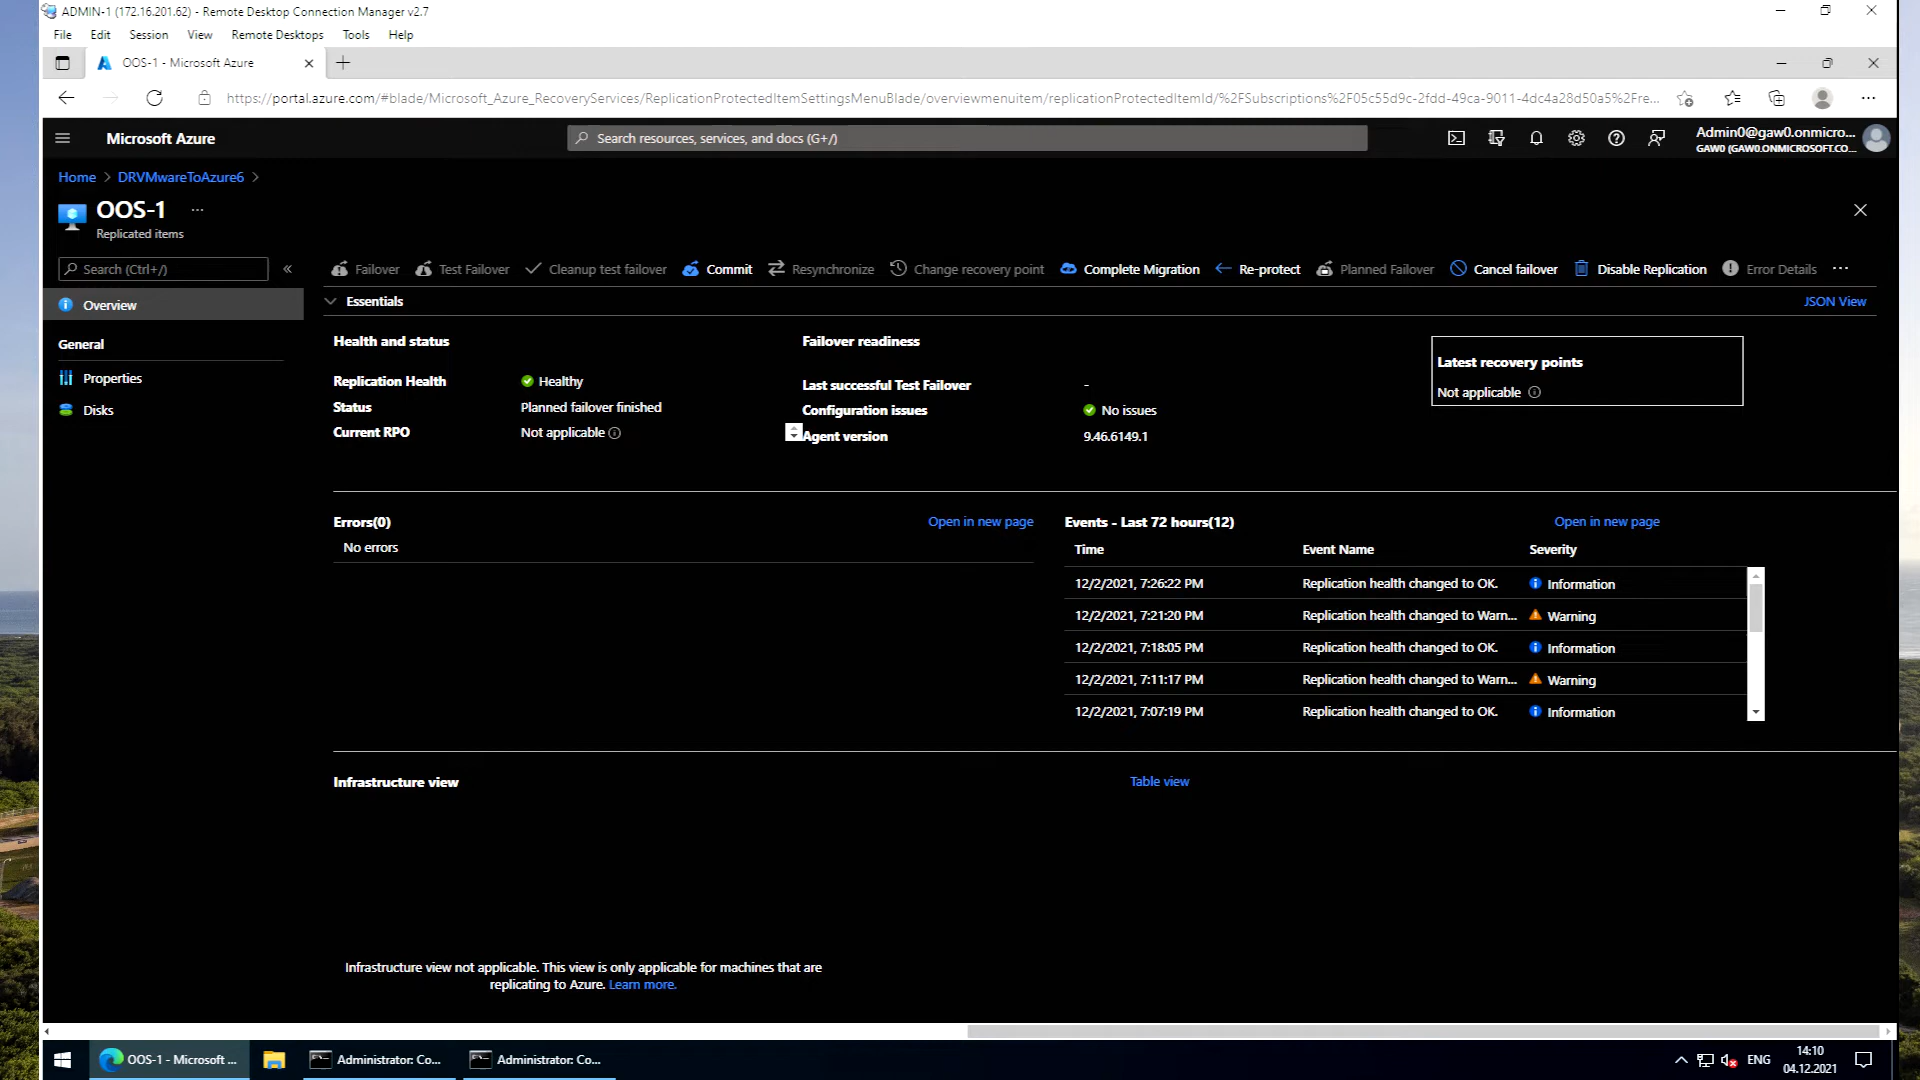 ADMIN-1 (172.16.201.62) - Remote Desktop Connection Manager v2.7
File Edit Session View Remote Desktops Tools Help
OOS-1 - Microsoft Azure
https://portal.azure.com/#blade/Microsoft_Azure_RecoveryServices/ReplicationProtectedItemSettingsMenuBlade/overviewmenuitem/replicationProtectedItemId/%2FSubscriptions%2F05c55d9c-2fdd-49ca-9011-4dc4a28d50a5%2Fre...
Microsoft Azure
Search resources, services, and docs (G+/)
Admin0@gaw0.onmicro...
GAW0 (GAW0.ONMICROSOFT.CO...
Home > DRVMwareToAzure6 >
OOS-1 ...
Replicated items
Search (Ctrl+/) «
Failover Test Failover Cleanup test failover Commit Resynchronize Change recovery point Complete Migration Re-protect Planned Failover Cancel failover Disable Replication Error Details ...
Overview
General
Properties
Disks
Essentials
JSON View
Health and status
Replication Health Healthy
Status Planned failover finished
Current RPO Not applicable
Failover readiness
Last successful Test Failover -
Configuration issues No issues
Agent version 9.46.6149.1
Latest recovery points
Not applicable
Errors(0) Open in new page
No errors
Events - Last 72 hours(12) Open in new page
Time Event Name Severity
12/2/2021, 7:26:22 PM Replication health changed to OK. Information
12/2/2021, 7:21:20 PM Replication health changed to Warn... Warning
12/2/2021, 7:18:05 PM Replication health changed to OK. Information
12/2/2021, 7:11:17 PM Replication health changed to Warn... Warning
12/2/2021, 7:07:19 PM Replication health changed to OK. Information
Infrastructure view Table view
Infrastructure view not applicable. This view is only applicable for machines that are
replicating to Azure. Learn more.
OOS-1 - Microsoft ... Administrator: Co... Administrator: Co...
ENG
14:10
04.12.2021